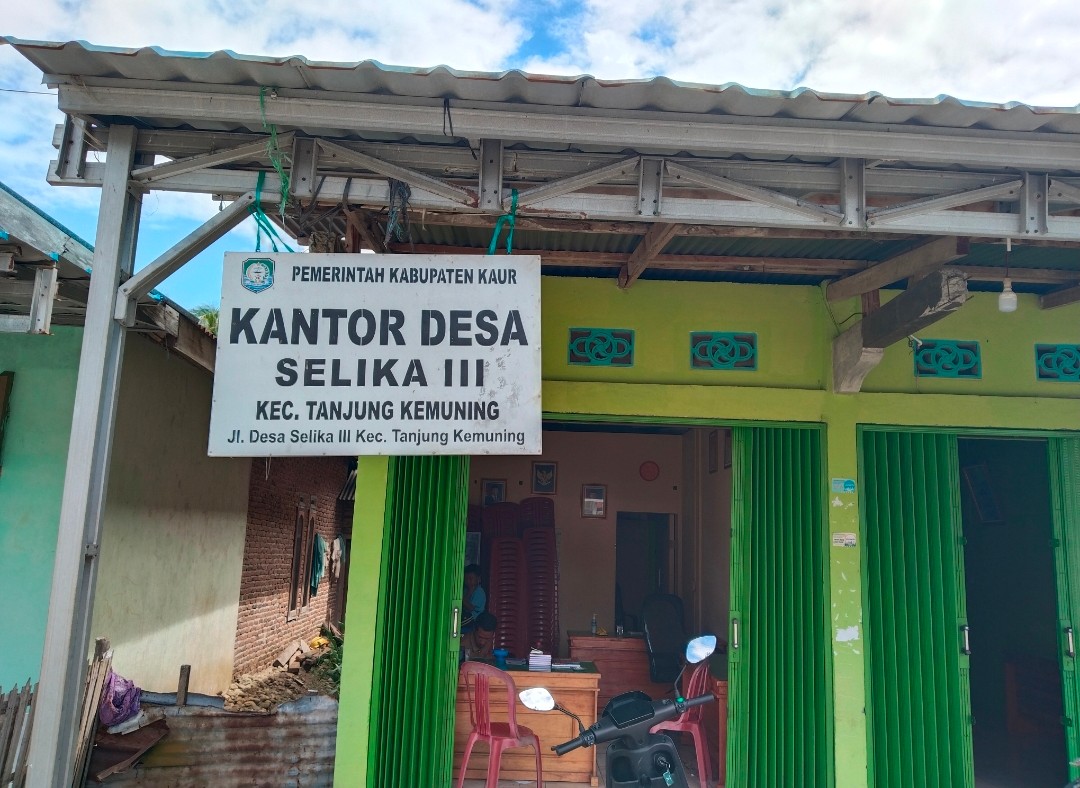 PEMERINTAH KABUPATEN KAUR
KANTOR DESA
SELIKA III
KEC. TANJUNG KEMUNING
Jl. Desa Selika III Kec. Tanjung Kemuning